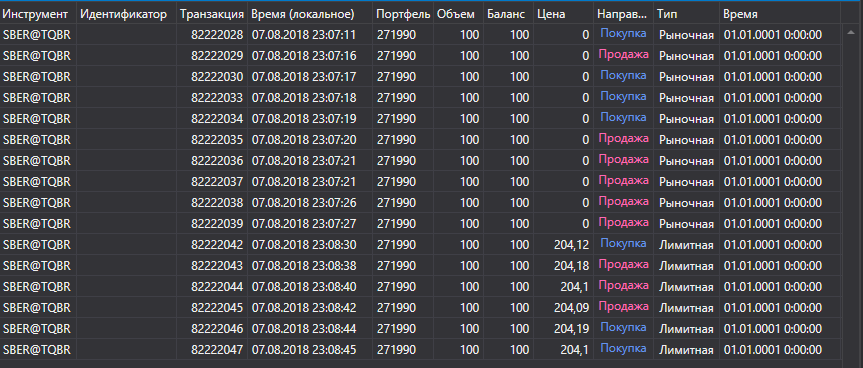 Инструмент Идентификатор Транзакция Время (локальное) Портфель Объем Баланс Цена Направ... Тип Время
SBER@TQBR 82222028 07.08.2018 23:07:11 271990 100 100 0 Покупка Рыночная 01.01.0001 0:00:00
SBER@TQBR 82222029 07.08.2018 23:07:16 271990 100 100 0 Продажа Рыночная 01.01.0001 0:00:00
SBER@TQBR 82222030 07.08.2018 23:07:17 271990 100 100 0 Покупка Рыночная 01.01.0001 0:00:00
SBER@TQBR 82222033 07.08.2018 23:07:18 271990 100 100 0 Покупка Рыночная 01.01.0001 0:00:00
SBER@TQBR 82222034 07.08.2018 23:07:19 271990 100 100 0 Покупка Рыночная 01.01.0001 0:00:00
SBER@TQBR 82222035 07.08.2018 23:07:20 271990 100 100 0 Продажа Рыночная 01.01.0001 0:00:00
SBER@TQBR 82222036 07.08.2018 23:07:21 271990 100 100 0 Продажа Рыночная 01.01.0001 0:00:00
SBER@TQBR 82222037 07.08.2018 23:07:21 271990 100 100 0 Продажа Рыночная 01.01.0001 0:00:00
SBER@TQBR 82222038 07.08.2018 23:07:26 271990 100 100 0 Продажа Рыночная 01.01.0001 0:00:00
SBER@TQBR 82222039 07.08.2018 23:07:27 271990 100 100 0 Продажа Рыночная 01.01.0001 0:00:00
SBER@TQBR 82222042 07.08.2018 23:08:30 271990 100 100 204,12 Покупка Лимитная 01.01.0001 0:00:00
SBER@TQBR 82222043 07.08.2018 23:08:38 271990 100 100 204,18 Продажа Лимитная 01.01.0001 0:00:00
SBER@TQBR 82222044 07.08.2018 23:08:40 271990 100 100 204,1 Продажа Лимитная 01.01.0001 0:00:00
SBER@TQBR 82222045 07.08.2018 23:08:42 271990 100 100 204,09 Продажа Лимитная 01.01.0001 0:00:00
SBER@TQBR 82222046 07.08.2018 23:08:44 271990 100 100 204,19 Покупка Лимитная 01.01.0001 0:00:00
SBER@TQBR 82222047 07.08.2018 23:08:45 271990 100 100 204,1 Покупка Лимитная 01.01.0001 0:00:00